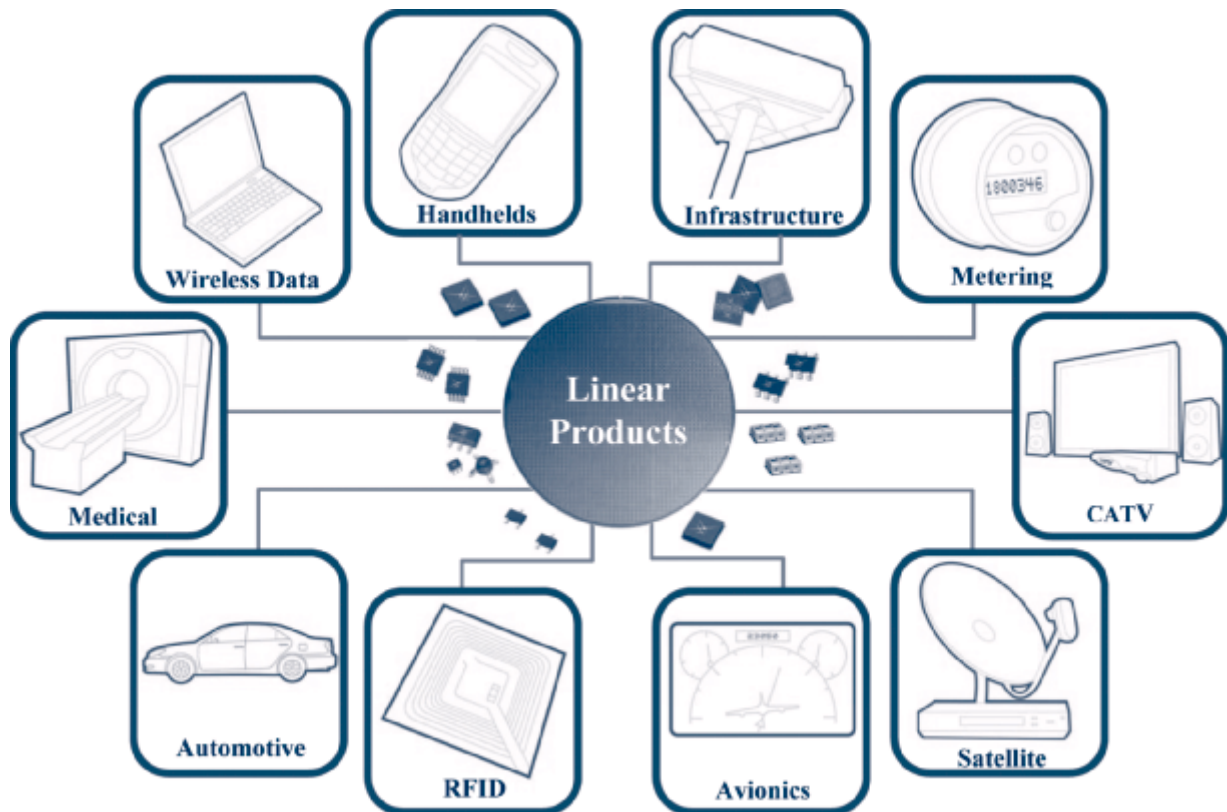 Handhelds
Infrastructure
Wireless Data
1800346
Metering
Linear
Products
Medical
CATV
Automotive
RFID
Avionics
Satellite